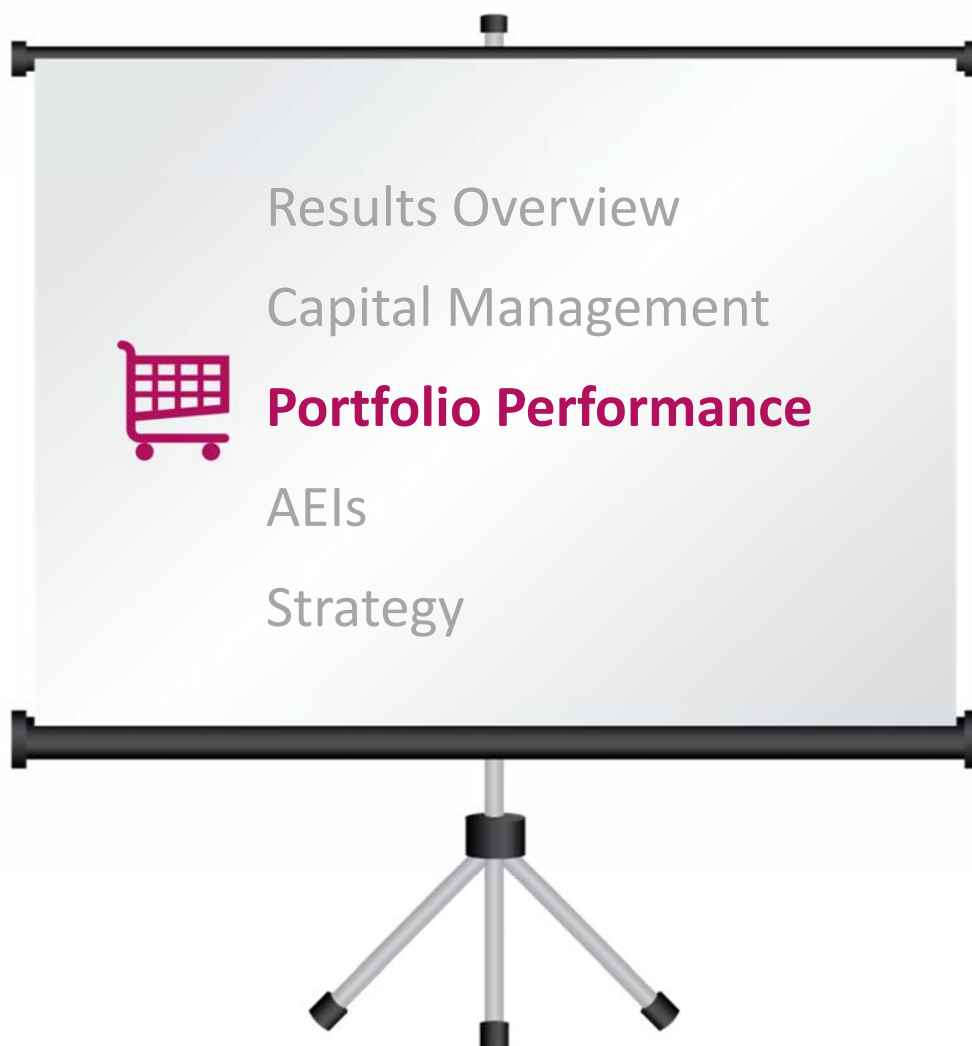 Results Overview
Capital Management
Portfolio Performance
AEIs
Strategy